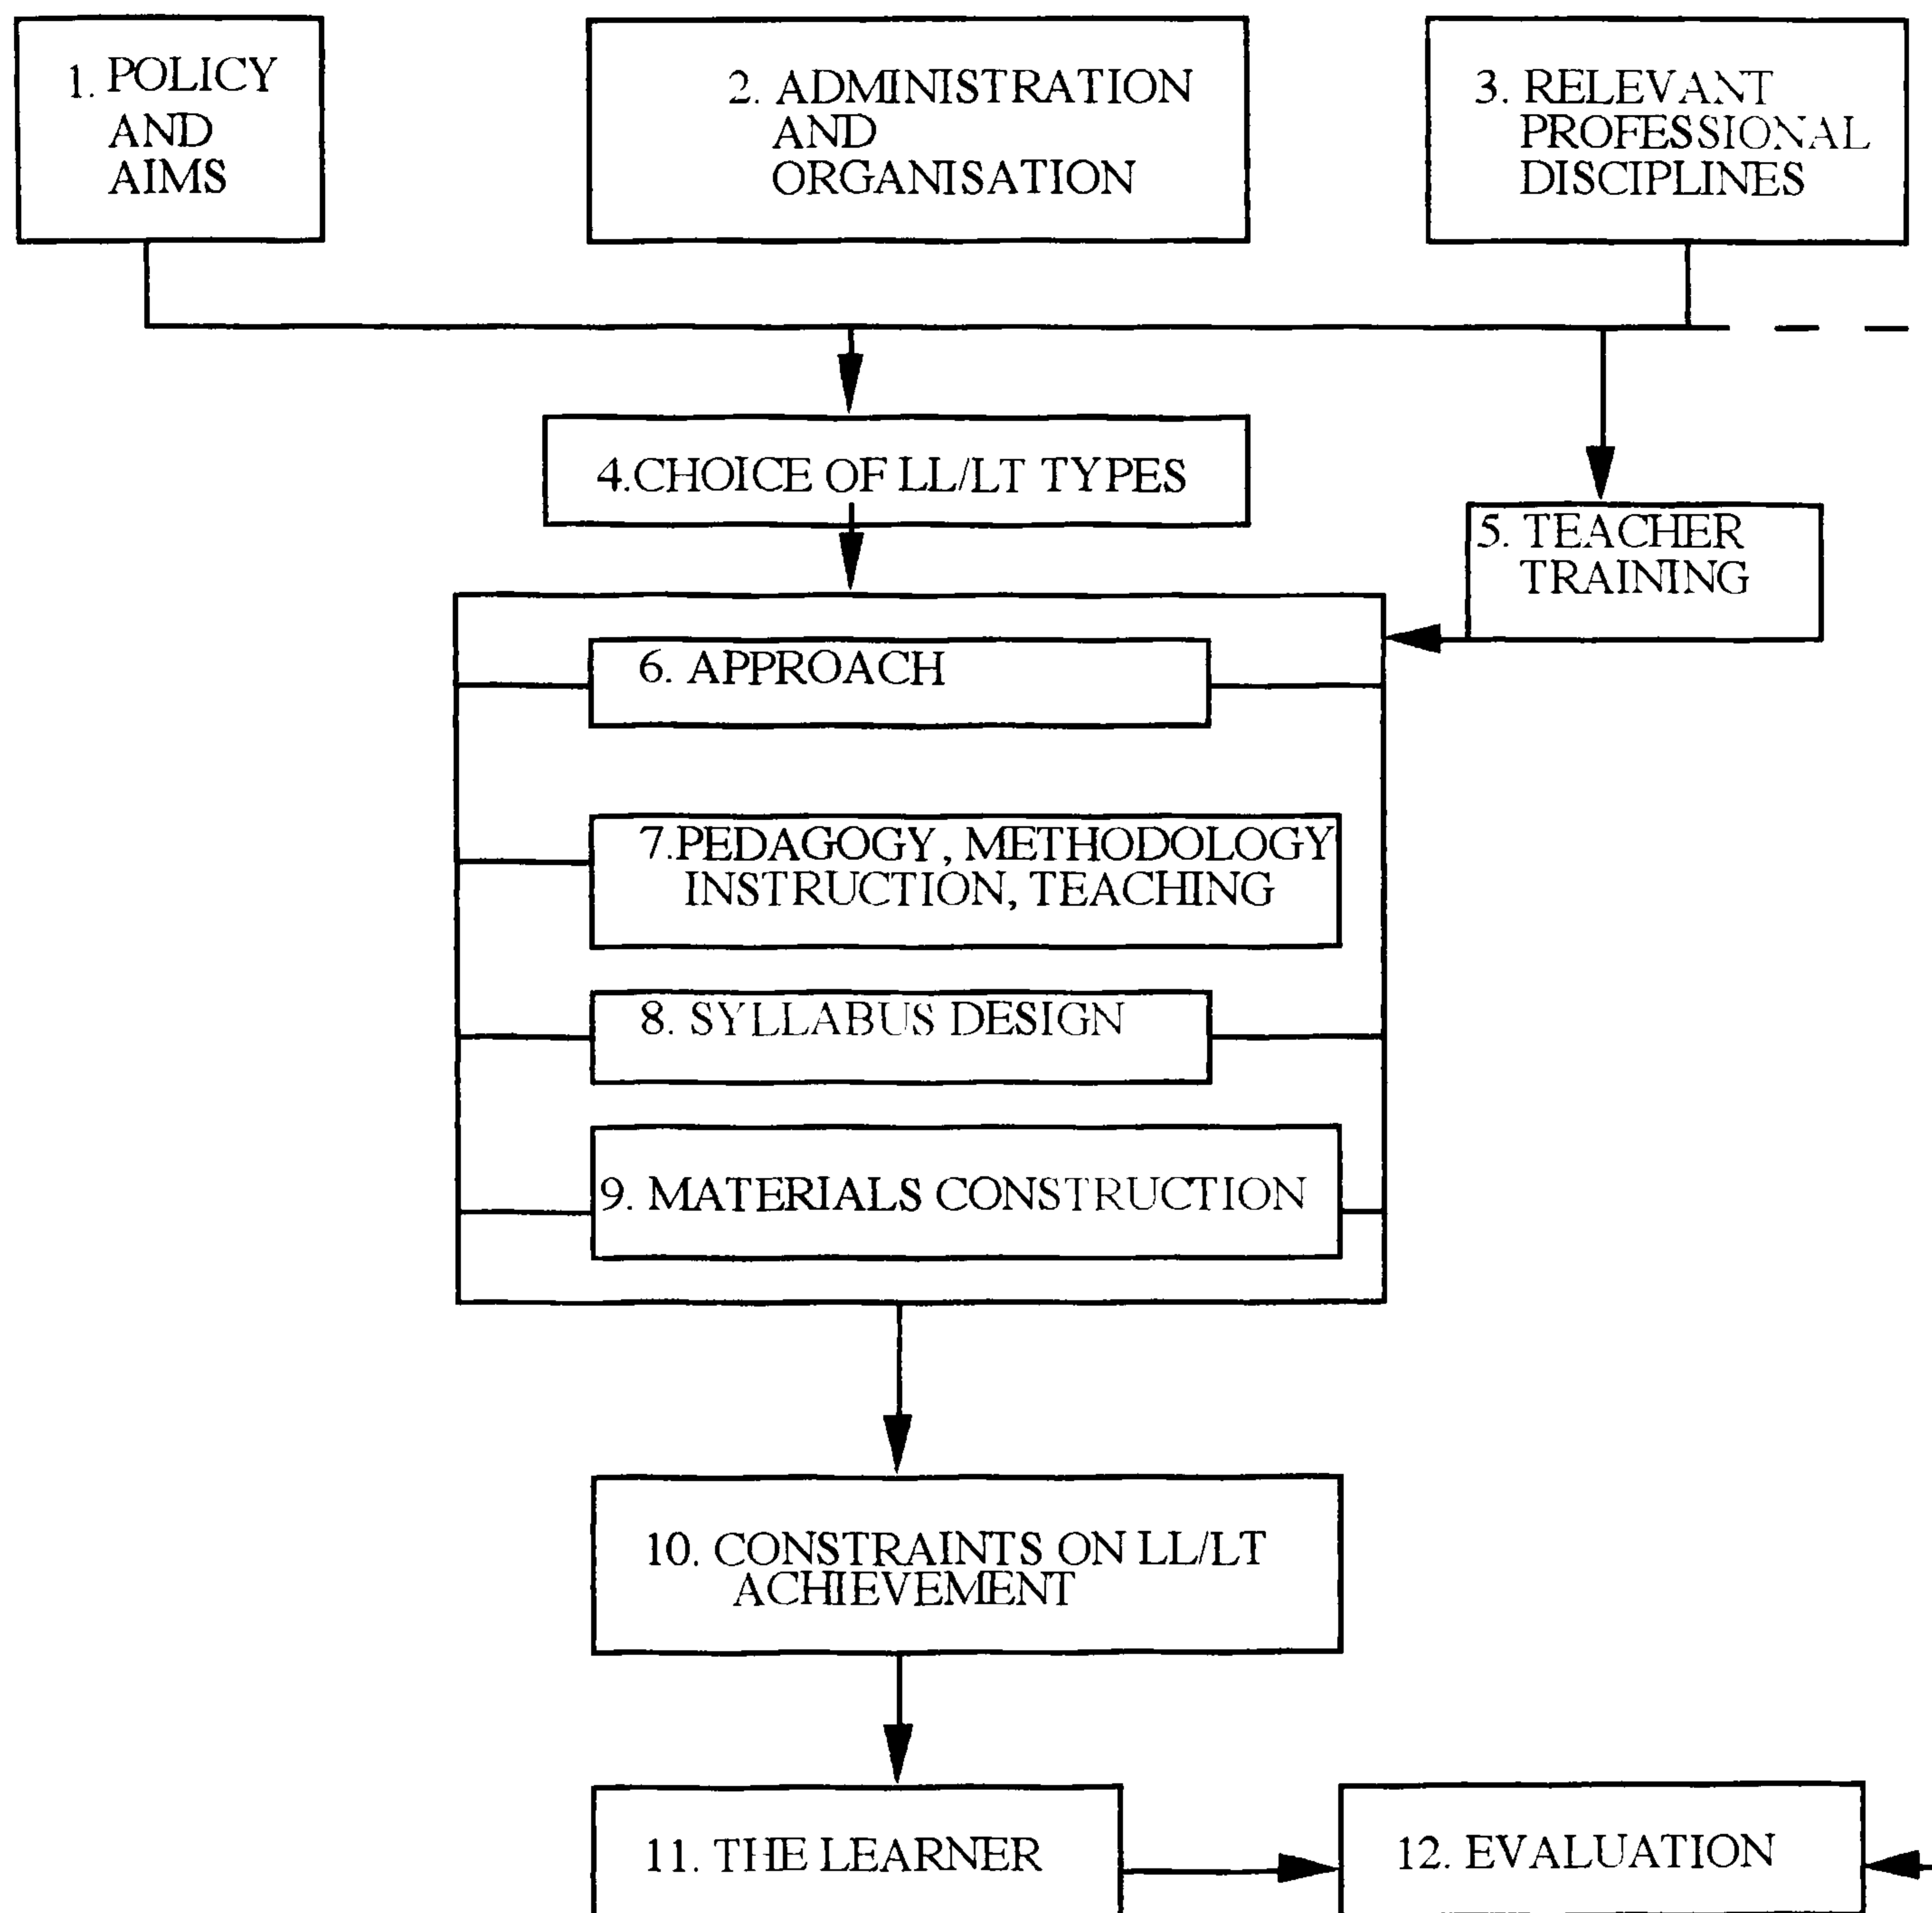 1. POLICY
AND
AIMS
2. ADMINISTRATION
AND
ORGANISATION
3. RELEVANT
PROFESSIONAL
DISCIPLINES
4.CHOICE OF LL/LT TYPES
5. TEACHER
TRAINING
6. APPROACH
7.PEDAGOGY, METHODOLOGY
INSTRUCTION, TEACHING
8. SYLLABUS DESIGN
9. MATERIALS CONSTRUCTION
10. CONSTRAINTS ON LL/LT
ACHIEVEMENT
11. THE LEARNER
12. EVALUATION